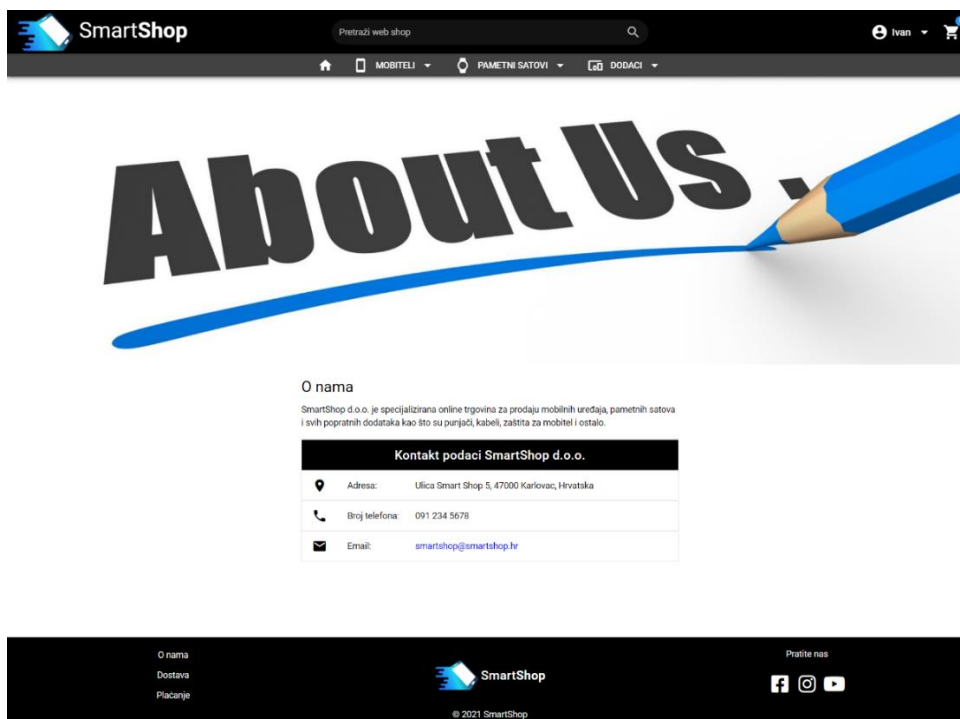 SmartShop
Pretraži web shop
Ivan
MOBITELI
PAMETNI SATOVI
DODACI
About Us.
O nama
SmartShop d.o.o. je specijalizirana online trgovina za prodaju mobilnih uređaja, pametnih satova
i svih popratnih dodataka kao što su punjači, kabeli, zaštita za mobitel i ostalo.
Kontakt podaci SmartShop d.o.o.
Adresa: Ulica Smart Shop 5, 47000 Karlovac, Hrvatska
Broj telefona: 091 234 5678
Email: smartshop@smartshop.hr
O nama
Dostava
Plaćanje
SmartShop
© 2021 SmartShop
Pratite nas